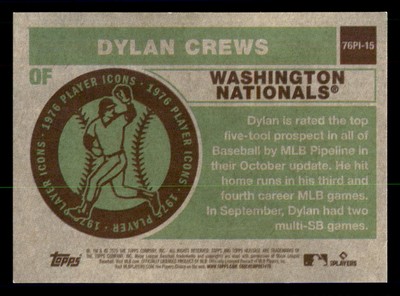 DYLAN CREWS
76PI-15
OF
WASHINGTON
NATIONALS®
1976 PLAYER ICONS • 1976 PLAYER ICONS • 1976 PLAYER ICONS •
Dylan is rated the top
five-tool prospect in all of
Baseball by MLB Pipeline
in their October update. He hit
home runs in his third and
fourth career MLB games.
In September, Dylan had two
multi-SB games.
Topps
MLB PLAYERS